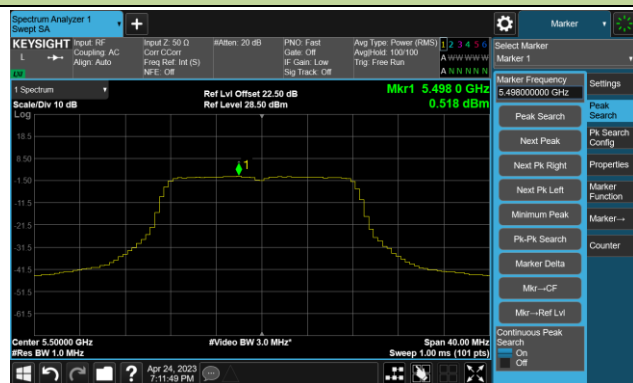 Spectrum Analyzer 1
Swept SA
+
Marker
KEYSIGHT Input: RF Input Z: 50 Ω #Atten: 20 dB PNO: Fast Avg Type: Power (RMS) 1 2 3 4 5 6
L Coupling: AC Corr CCorr Gate: Off Avg|Hold: 100/100 A W W W W W
Align: Auto Freq Ref: Int (S) IF Gain: Low Trig: Free Run
NFE: Off Sig Track: Off A N N N N N
Select Marker
Marker 1
1 Spectrum
Scale/Div 10 dB
Ref Lvl Offset 22.50 dB
Ref Level 28.50 dBm
Mkr1 5.498 0 GHz
0.518 dBm
Log
18.5
8.50
-1.50
-11.5
-21.5
-31.5
-41.5
-51.5
-61.5
1
Center 5.50000 GHz #Video BW 3.0 MHz* Span 40.00 MHz
#Res BW 1.0 MHz Sweep 1.00 ms (101 pts)
Marker Frequency
5.498000000 GHz
Peak Search
Next Peak
Next Pk Right
Next Pk Left
Minimum Peak
Pk-Pk Search
Marker Delta
Mkr→CF
Mkr→Ref Lvl
Continuous Peak
Search
On
Off
Settings
Peak
Search
Pk Search
Config
Properties
Marker
Function
Marker→
Counter
? Apr 24, 2023
7:11:49 PM